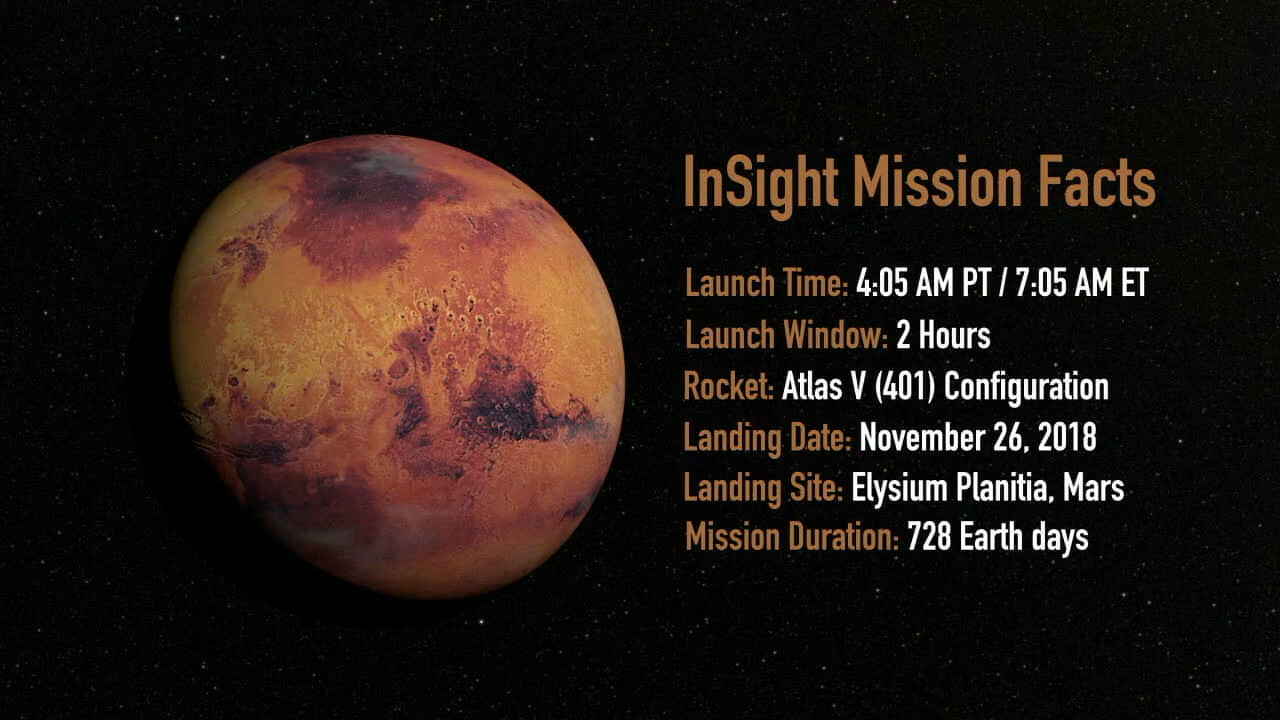 InSight Mission Facts
Launch Time: 4:05 AM PT / 7:05 AM ET
Launch Window: 2 Hours
Rocket: Atlas V (401) Configuration
Landing Date: November 26, 2018
Landing Site: Elysium Planitia, Mars
Mission Duration: 728 Earth days